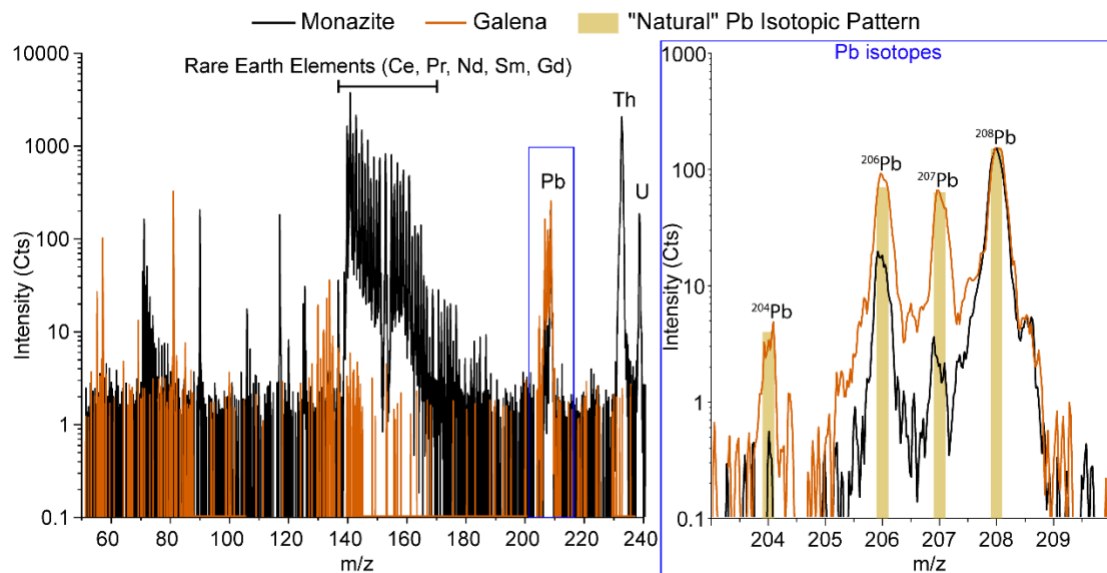 Monazite Galena "Natural" Pb Isotopic Pattern
Pb isotopes
Rare Earth Elements (Ce, Pr, Nd, Sm, Gd)
Th
U
Pb
10000
1000
100
10
1
0.1
Intensity (Cts)
60 80 100 120 140 160 180 200 220 240
m/z
²⁰⁴Pb
²⁰⁶Pb
²⁰⁷Pb
²⁰⁸Pb
1000
100
10
1
0.1
Intensity (Cts)
204 205 206 207 208 209
m/z